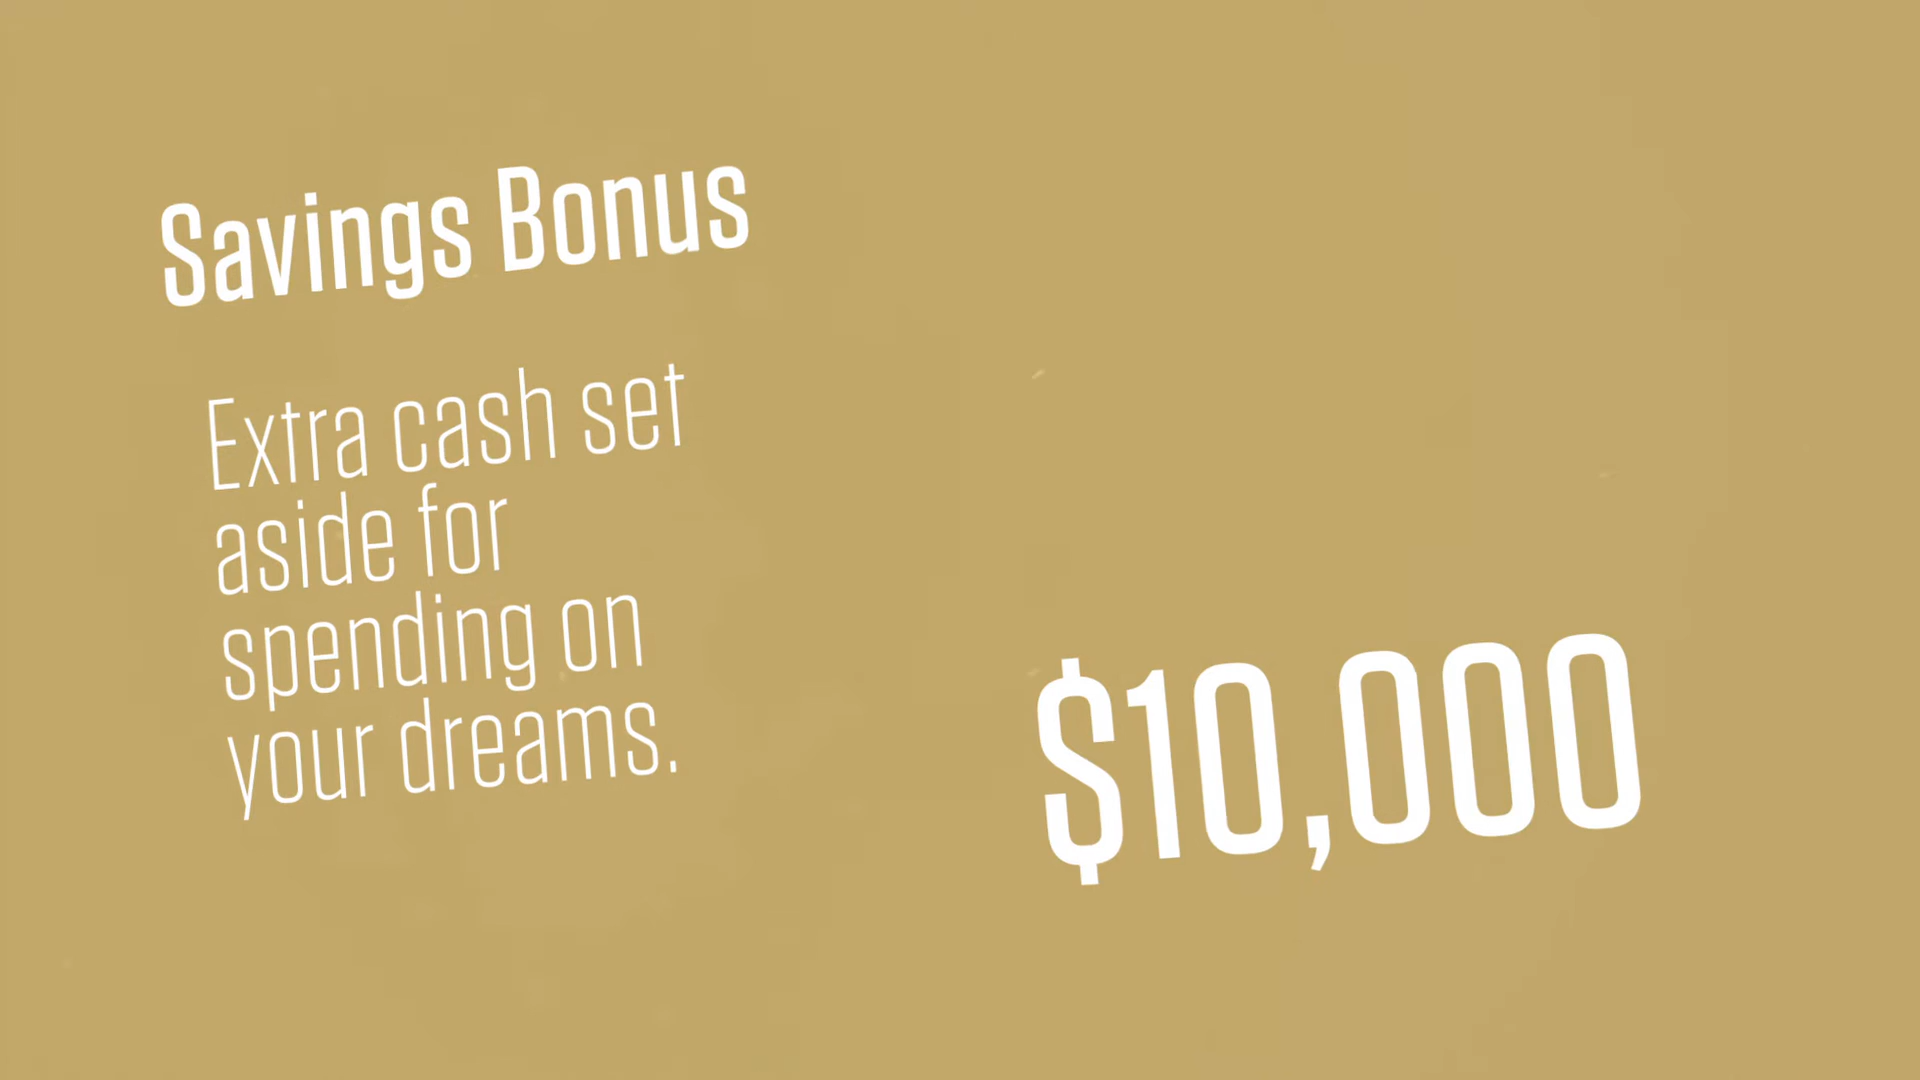 Savings Bonus
Extra cash set
aside for
spending on
your dreams.
$10,000